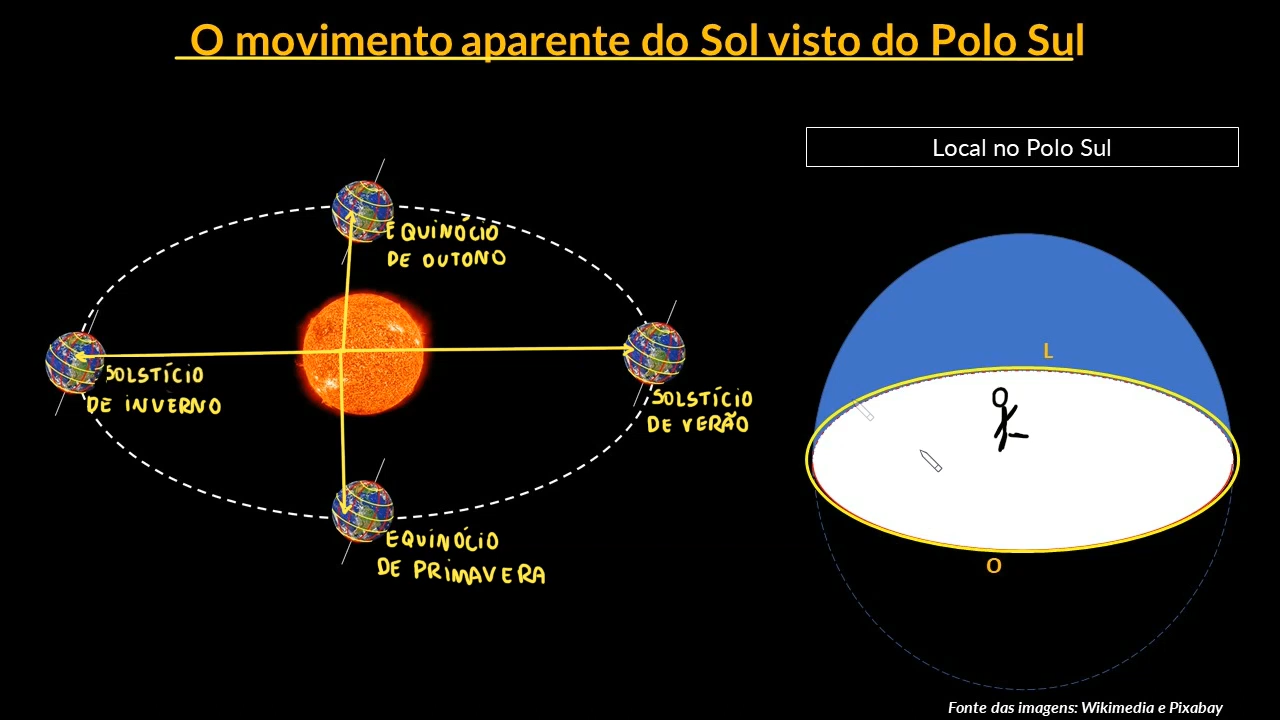 O movimento aparente do Sol visto do Polo Sul
Local no Polo Sul
EQUINÓCIO
DE OUTONO
SOLSTÍCIO
DE INVERNO
SOLSTÍCIO
DE VERÃO
EQUINÓCIO
DE PRIMAVERA
L
O
Fonte das imagens: Wikimedia e Pixabay